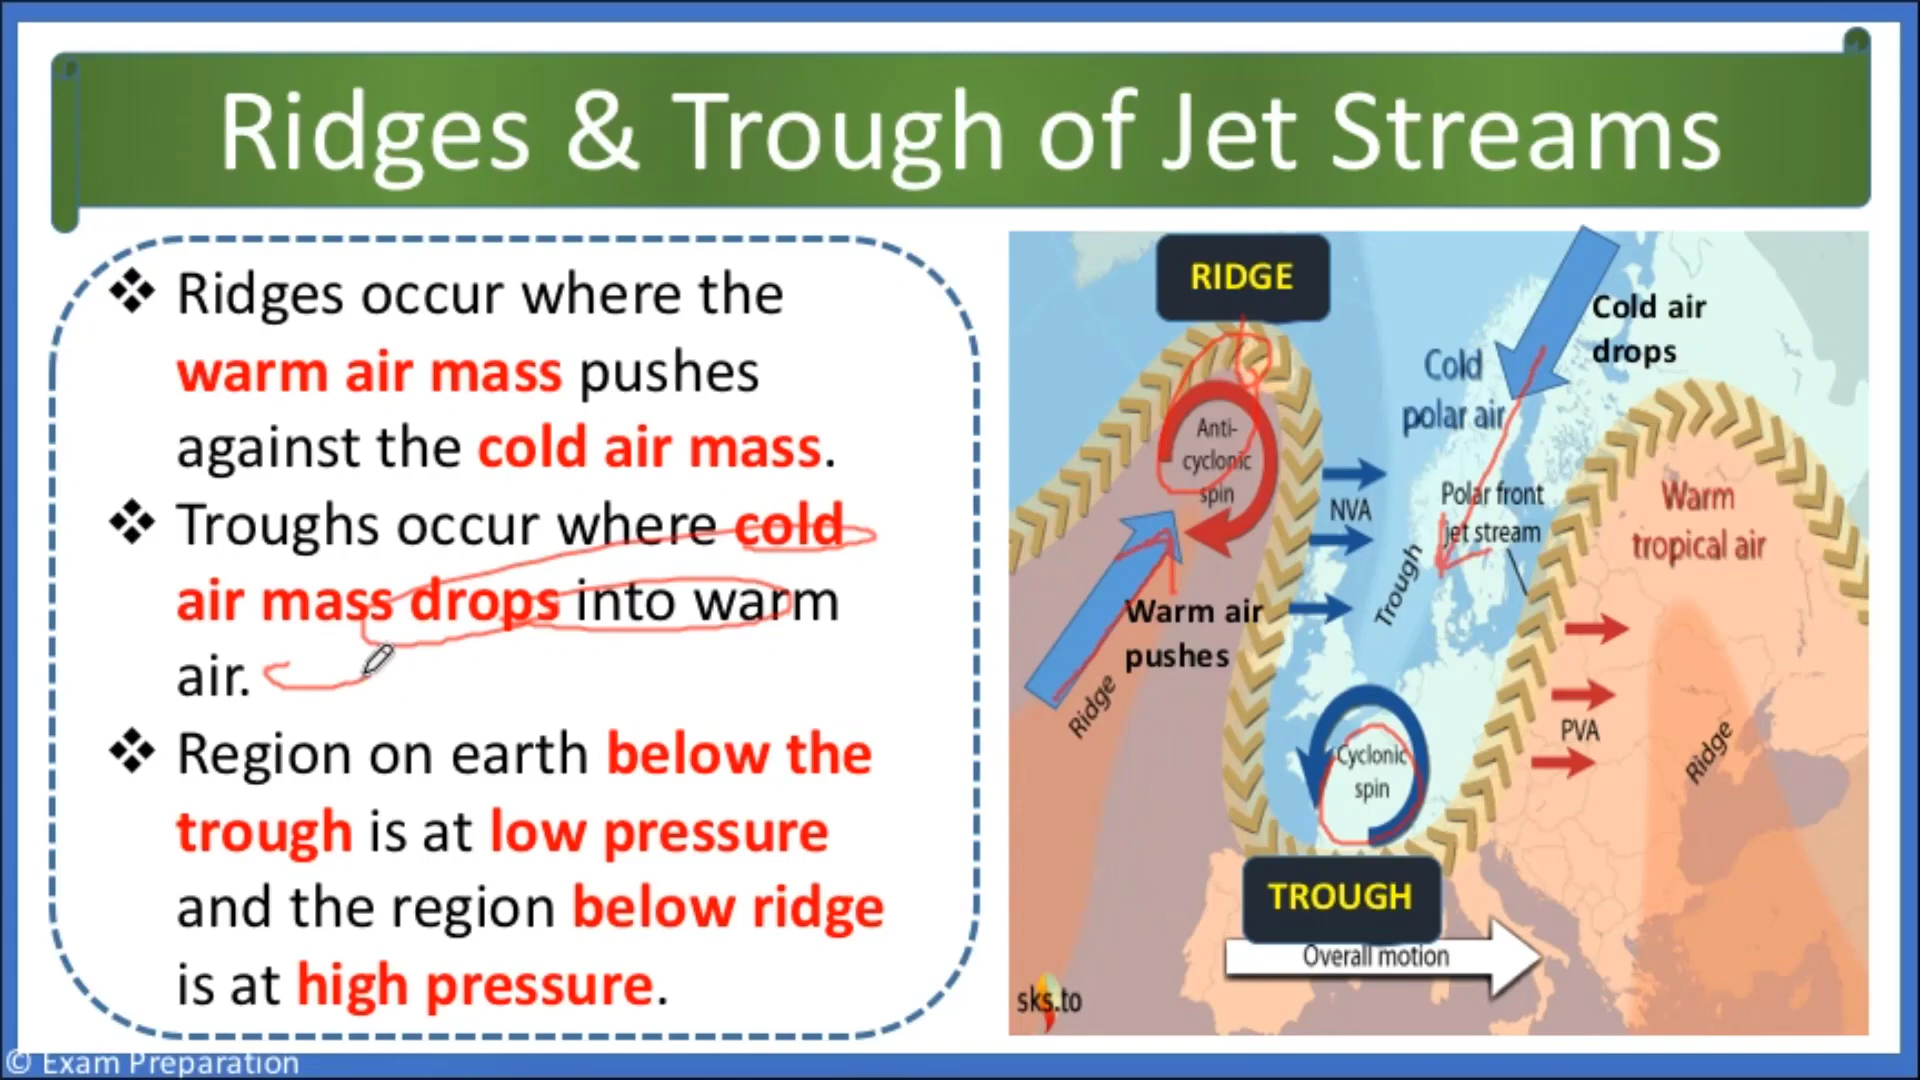 Ridges & Trough of Jet Streams
❖ Ridges occur where the
warm air mass pushes
against the cold air mass.
❖ Troughs occur where cold
air mass drops into warm
air.
❖ Region on earth below the
trough is at low pressure
and the region below ridge
is at high pressure.
RIDGE
Cold air
drops
Cold
polar air
Anti-
cyclonic
spin
NVA
Polar front
jet stream
Warm
tropical air
Trough
Warm air
pushes
Ridge
Cyclonic
spin
PVA
Ridge
TROUGH
Overall motion
sks.to
© Exam Preparation